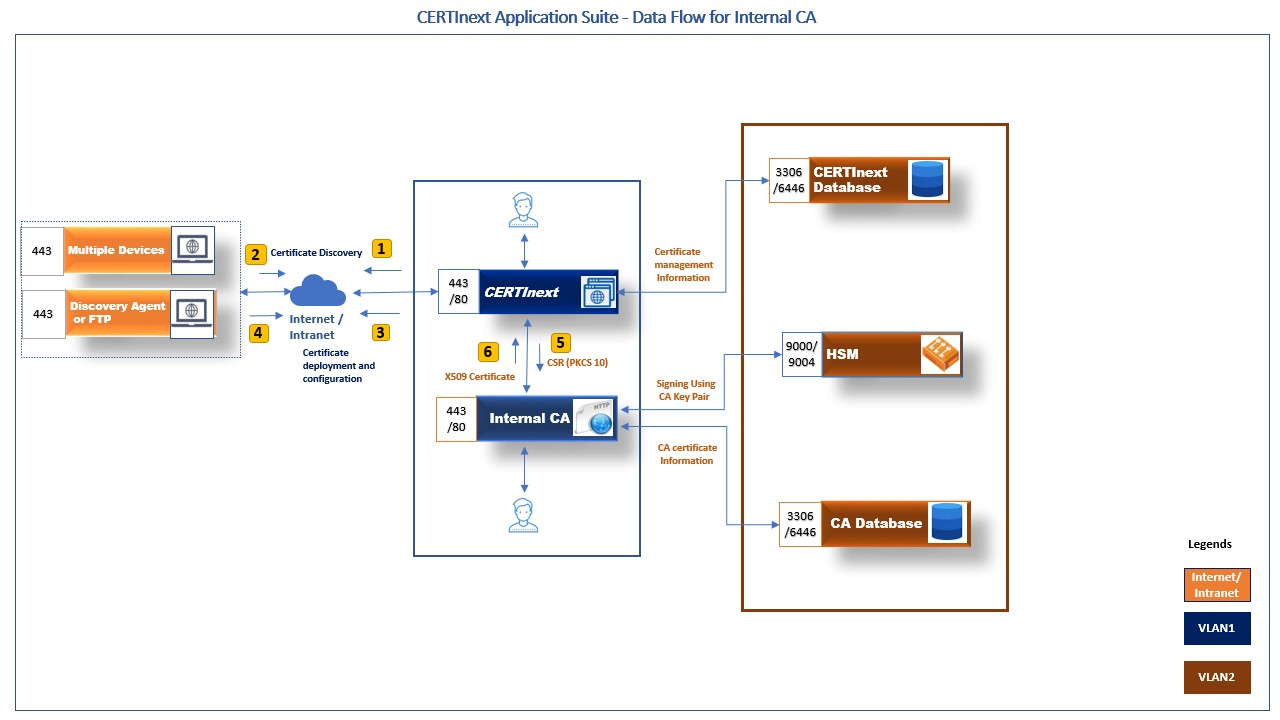 CERTInext Application Suite - Data Flow for Internal CA
443
Multiple Devices
443
Discovery Agent
or FTP
2
Certificate Discovery
1
Internet /
Intranet
4
3
Certificate
deployment and
configuration
443
/80
CERTInext
6
5
CSR (PKCS 10)
X509 Certificate
443
/80
Internal CA
HTTP
Certificate
management
Information
Signing Using
CA Key Pair
CA certificate
Information
3306
/6446
CERTInext
Database
9000/
9004
HSM
3306
/6446
CA Database
Legends
Internet/
Intranet
VLAN1
VLAN2